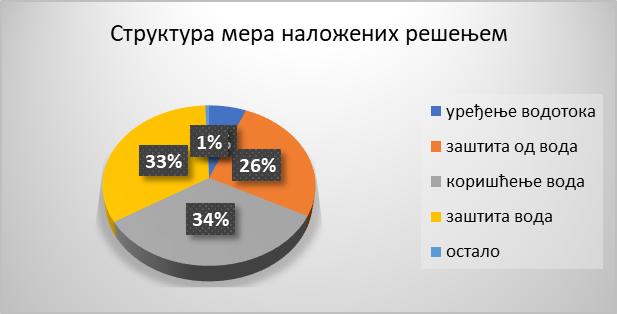 Структура мера наложених решењем
1%
26%
33%
34%
уређење водотока
заштита од вода
коришћење вода
заштита вода
остало